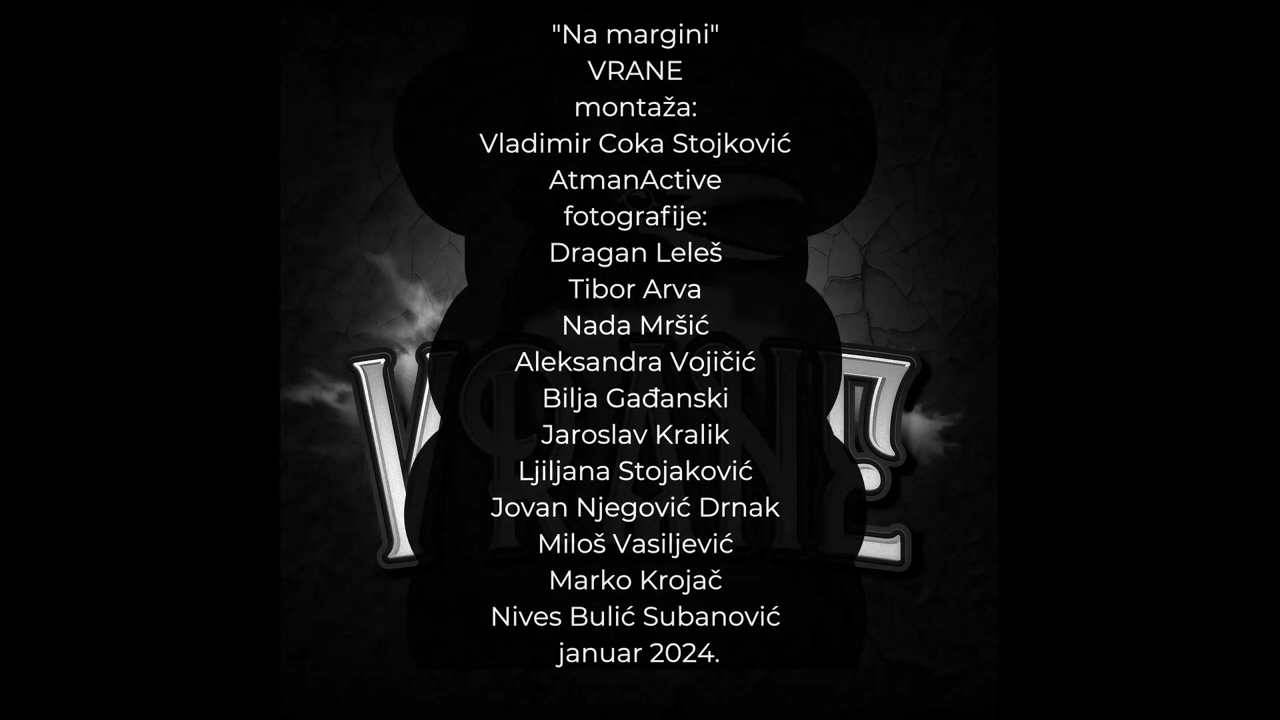 "Na margini"
VRANE
montaža:
Vladimir Coka Stojković
AtmanActive
fotografije:
Dragan Leleš
Tibor Arva
Nada Mršić
Aleksandra Vojičić
Bilja Gađanski
Jaroslav Kralik
Ljiljana Stojaković
Jovan Njegović Drnak
Miloš Vasiljević
Marko Krojač
Nives Bulić Subanović
januar 2024.
VRANE